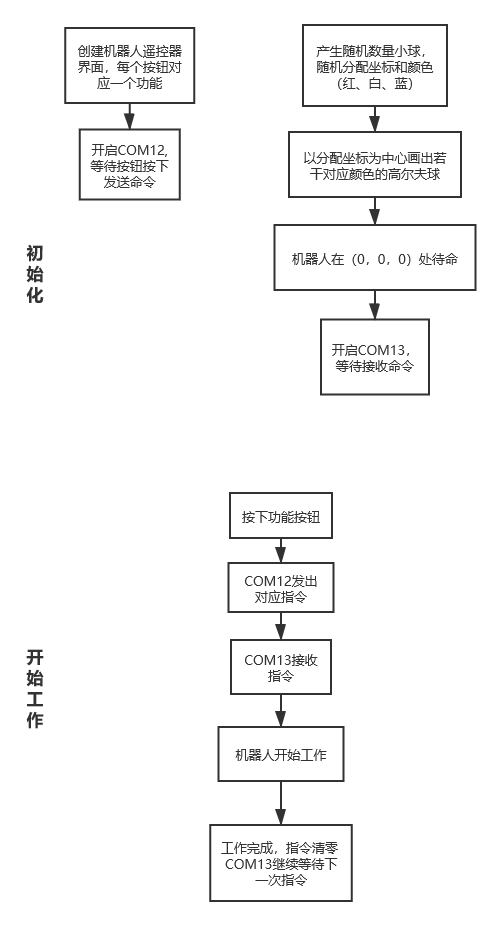 创建机器人遥控器
界面，每个按钮对
应一个功能
开启COM12,
等待按钮按下
发送命令
产生随机数量小球，
随机分配坐标和颜色
（红、白、蓝）
以分配坐标为中心画出若
干对应颜色的高尔夫球
机器人在（0，0，0）处待命
开启COM13，
等待接收命令
初
始
化
按下功能按钮
COM12发出
对应指令
COM13接收
指令
机器人开始工作
工作完成，指令清零
COM13继续等待下
一次指令
开
始
工
作